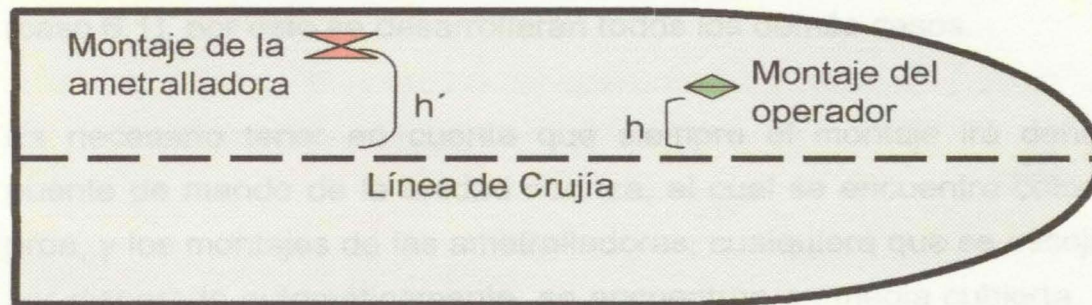 Montaje de la
ametralladora
h´
h
Montaje del
operador
Línea de Crujía